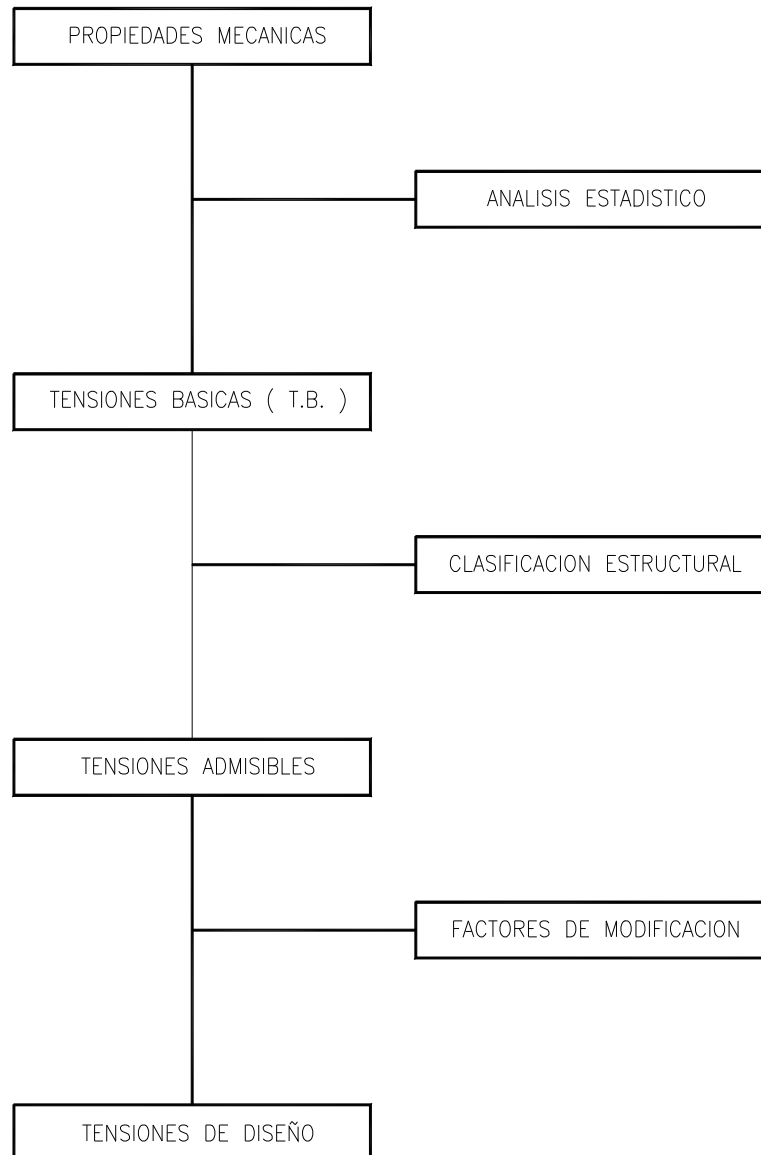 PROPIEDADES MECANICAS
ANALISIS ESTADISTICO
TENSIONES BASICAS ( T.B. )
CLASIFICACION ESTRUCTURAL
TENSIONES ADMISIBLES
FACTORES DE MODIFICACION
TENSIONES DE DISEÑO